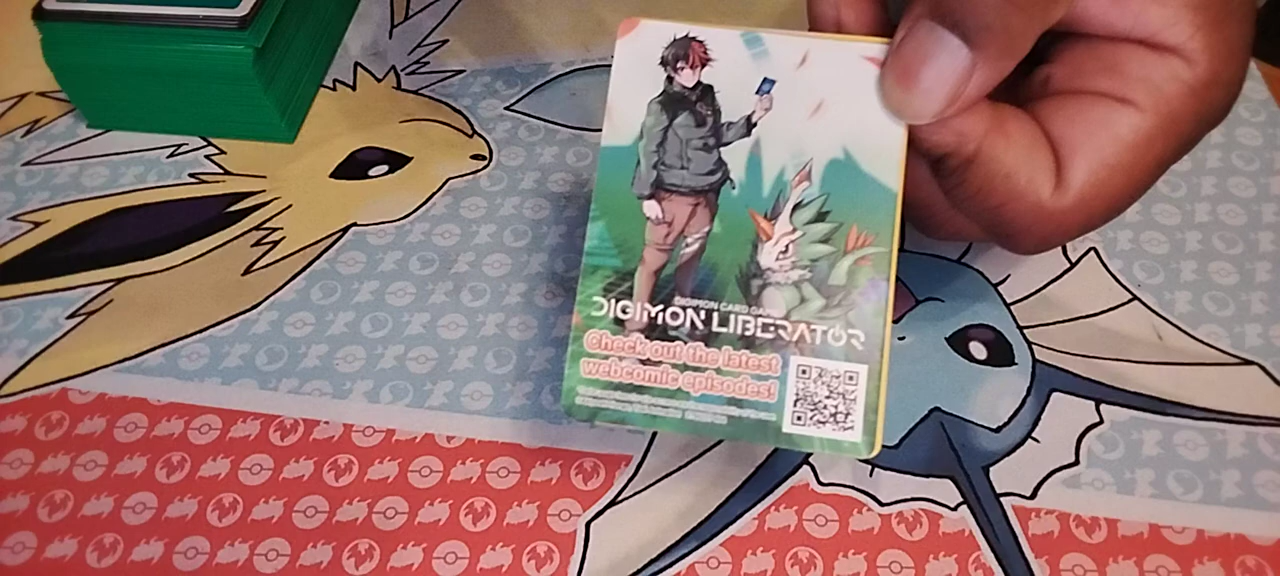 DIGIMON CARD GAME
DIGIMON LIBERATOR
Check out the latest
webcomic episodes!